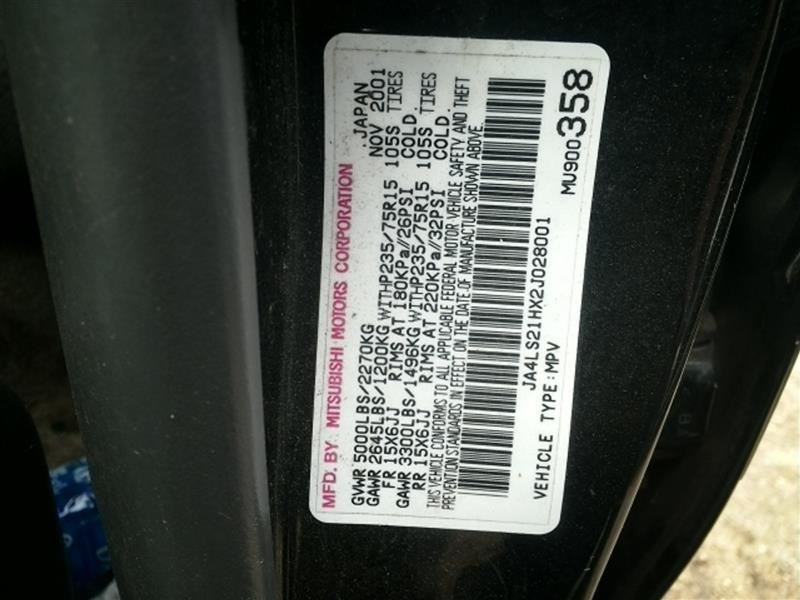 MFD. BY MITSUBISHI MOTORS CORPORATION JAPAN
GVWR 5000LBS/2270KG NOV 2001
GAWR 2645LBS/1200KG WITHP235/75R15 105S TIRES
FR 15X6JJ RIMS AT 180KPa//26PSI COLD.
GAWR 3300LBS/1496KG WITHP235/75R15 105S TIRES
RR 15X6JJ RIMS AT 220KPa//32PSI COLD.
THIS VEHICLE CONFORMS TO ALL APPLICABLE FEDERAL MOTOR VEHICLE SAFETY AND THEFT
PREVENTION STANDARDS IN EFFECT ON THE DATE OF MANUFACTURE SHOWN ABOVE.
JA4LS21HX2J028001
VEHICLE TYPE:MPV MU900358